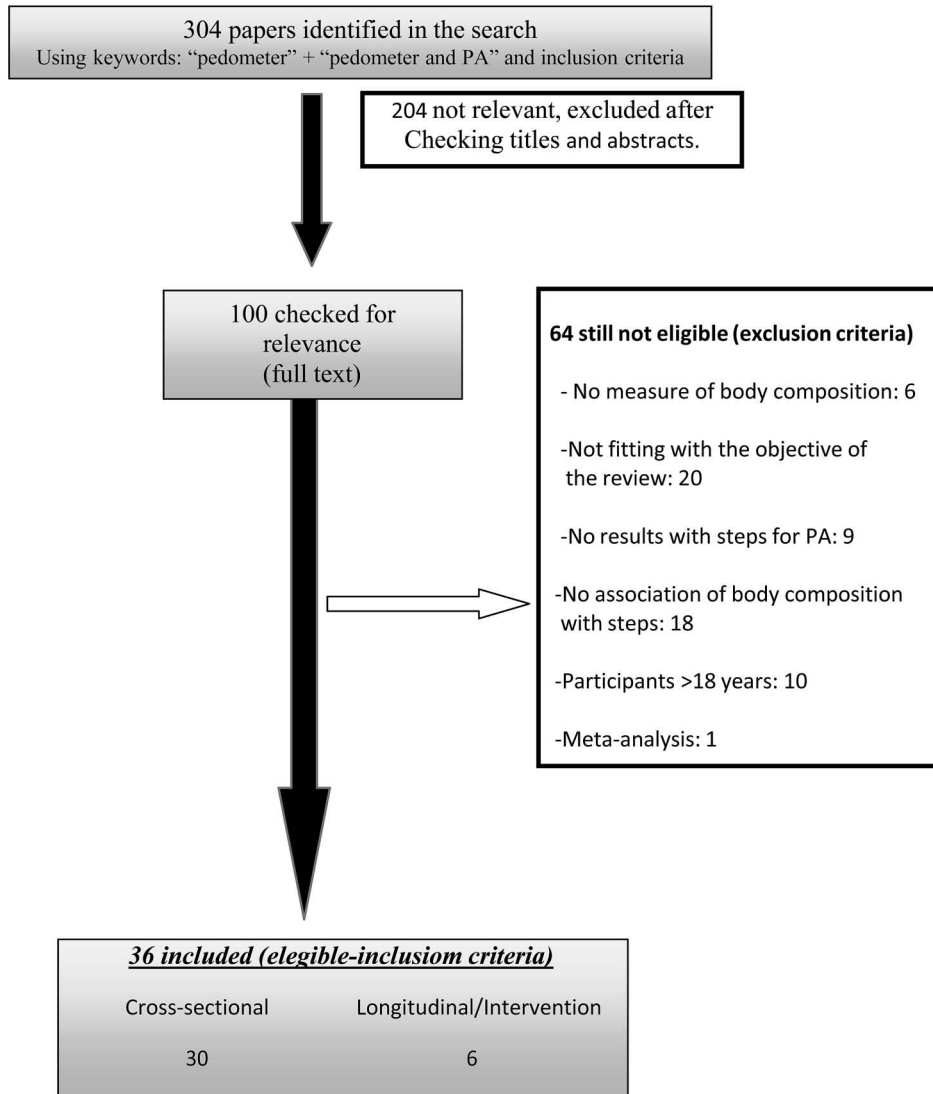 304 papers identified in the search
Using keywords: “pedometer” + “pedometer and PA” and inclusion criteria
204 not relevant, excluded after
Checking titles and abstracts.
100 checked for
relevance
(full text)
64 still not eligible (exclusion criteria)
- No measure of body composition: 6
-Not fitting with the objective of
the review: 20
-No results with steps for PA: 9
-No association of body composition
with steps: 18
-Participants >18 years: 10
-Meta-analysis: 1
36 included (elegible-inclusiom criteria)
Cross-sectional Longitudinal/Intervention
30 6